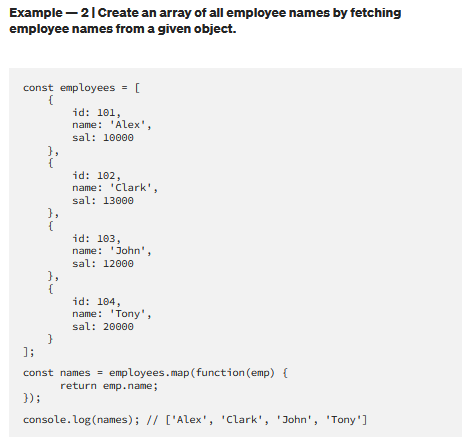 Example — 2 | Create an array of all employee names by fetching
employee names from a given object.
const employees = [
    {
        id: 101,
        name: 'Alex',
        sal: 10000
    },
    {
        id: 102,
        name: 'Clark',
        sal: 13000
    },
    {
        id: 103,
        name: 'John',
        sal: 12000
    },
    {
        id: 104,
        name: 'Tony',
        sal: 20000
    }
];
const names = employees.map(function(emp) {
      return emp.name;
});
console.log(names); // ['Alex', 'Clark', 'John', 'Tony']